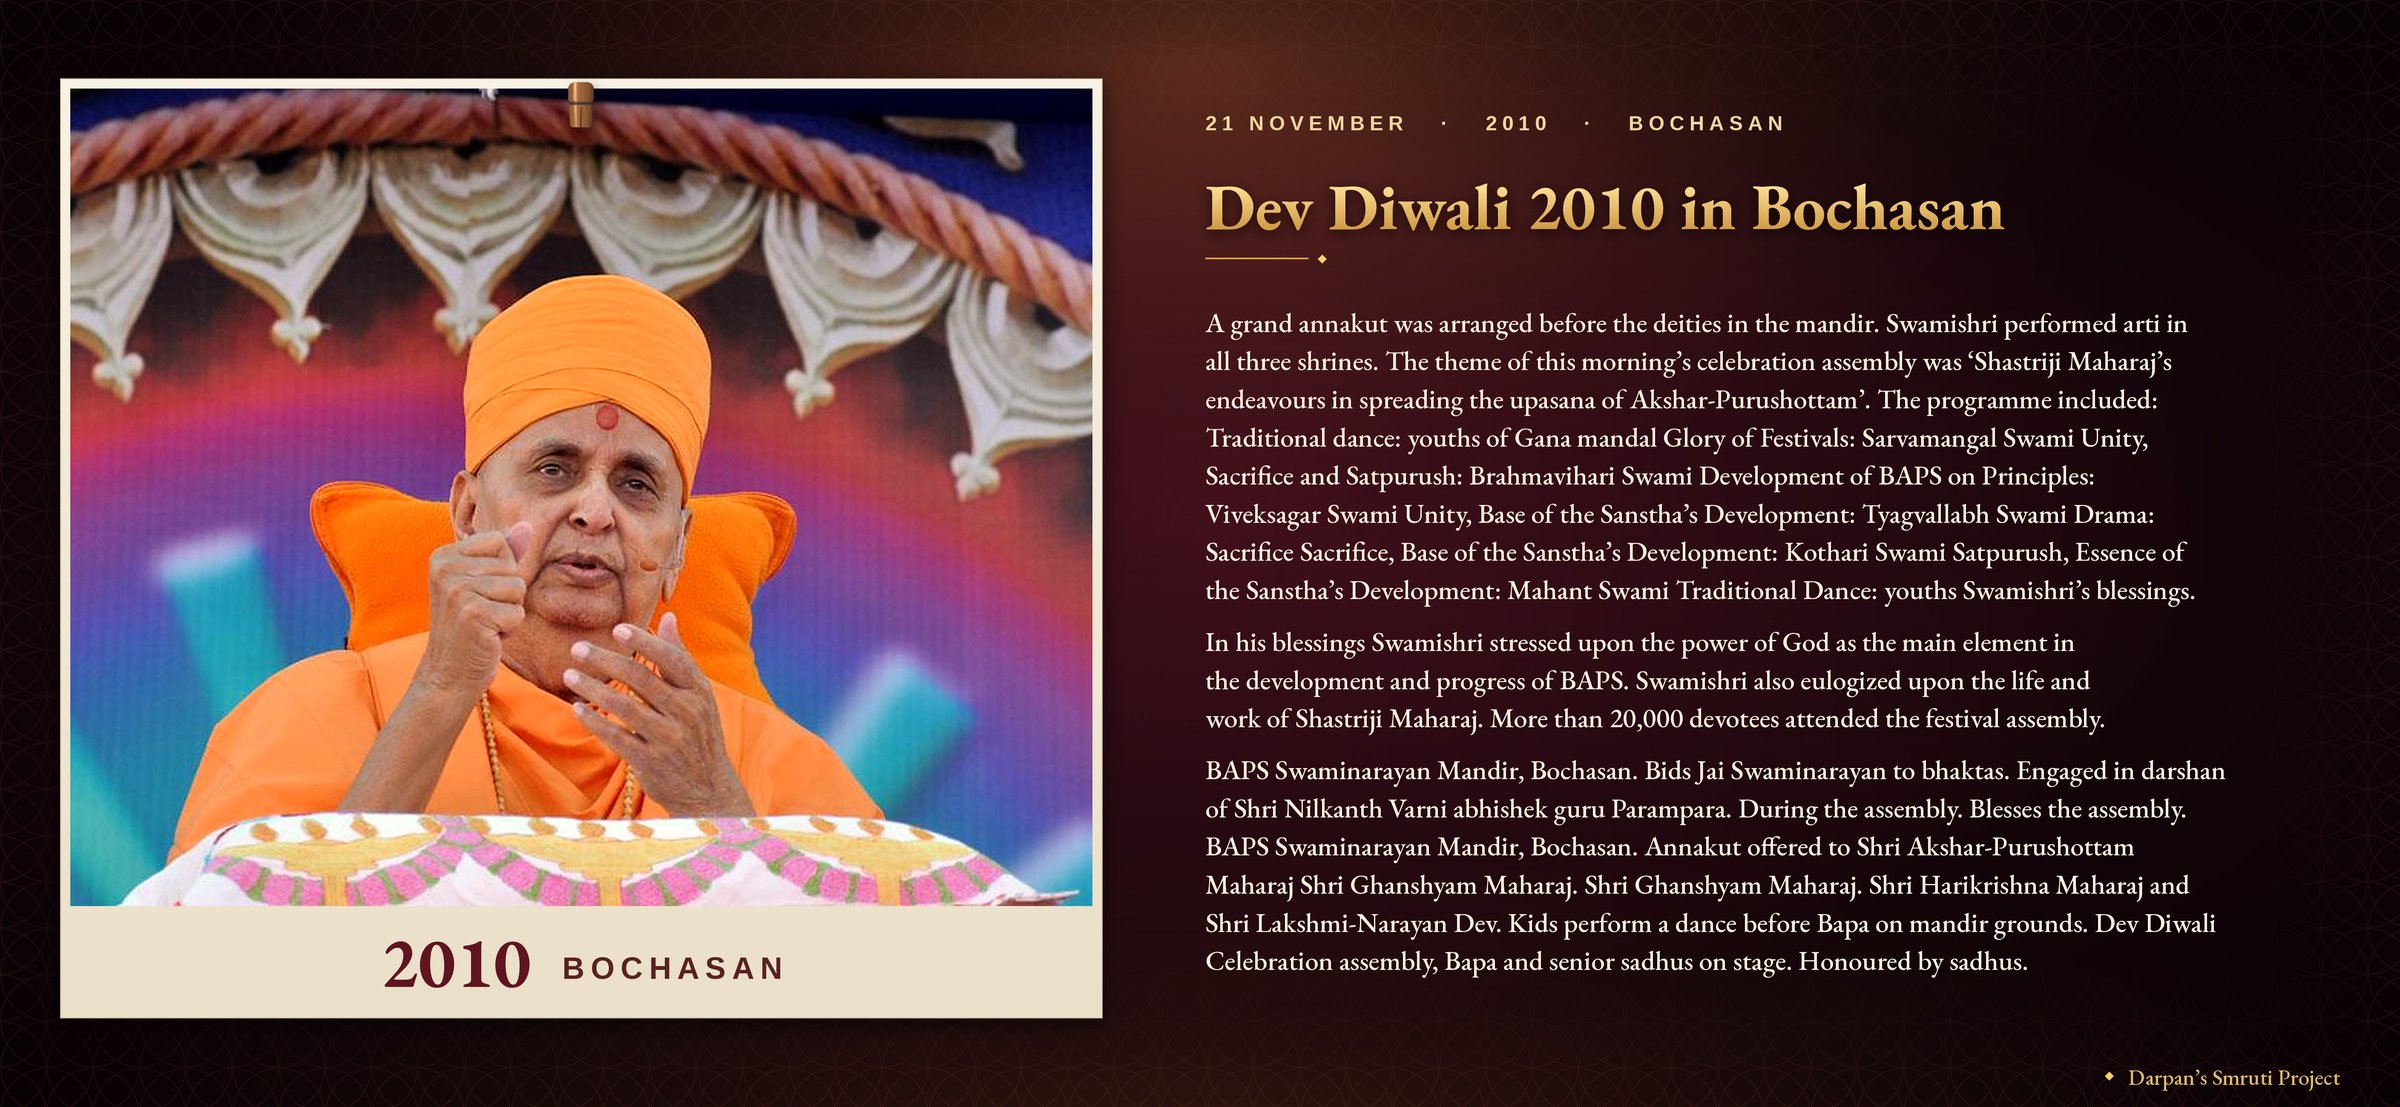 21 NOVEMBER · 2010 · BOCHASAN
Dev Diwali 2010 in Bochasan
A grand annakut was arranged before the deities in the mandir. Swamishri performed arti in
all three shrines. The theme of this morning’s celebration assembly was ‘Shastriji Maharaj’s
endeavours in spreading the upasana of Akshar-Purushottam’. The programme included:
Traditional dance: youths of Gana mandal Glory of Festivals: Sarvamangal Swami Unity,
Sacrifice and Satpurush: Brahmavihari Swami Development of BAPS on Principles:
Viveksagar Swami Unity, Base of the Sanstha’s Development: Tyagvallabh Swami Drama:
Sacrifice Sacrifice, Base of the Sanstha’s Development: Kothari Swami Satpurush, Essence of
the Sanstha’s Development: Mahant Swami Traditional Dance: youths Swamishri’s blessings.
In his blessings Swamishri stressed upon the power of God as the main element in
the development and progress of BAPS. Swamishri also eulogized upon the life and
work of Shastriji Maharaj. More than 20,000 devotees attended the festival assembly.
BAPS Swaminarayan Mandir, Bochasan. Bids Jai Swaminarayan to bhaktas. Engaged in darshan
of Shri Nilkanth Varni abhishek guru Parampara. During the assembly. Blesses the assembly.
BAPS Swaminarayan Mandir, Bochasan. Annakut offered to Shri Akshar-Purushottam
Maharaj Shri Ghanshyam Maharaj. Shri Ghanshyam Maharaj. Shri Harikrishna Maharaj and
Shri Lakshmi-Narayan Dev. Kids perform a dance before Bapa on mandir grounds. Dev Diwali
Celebration assembly, Bapa and senior sadhus on stage. Honoured by sadhus.
2010 BOCHASAN
Darpan’s Smruti Project